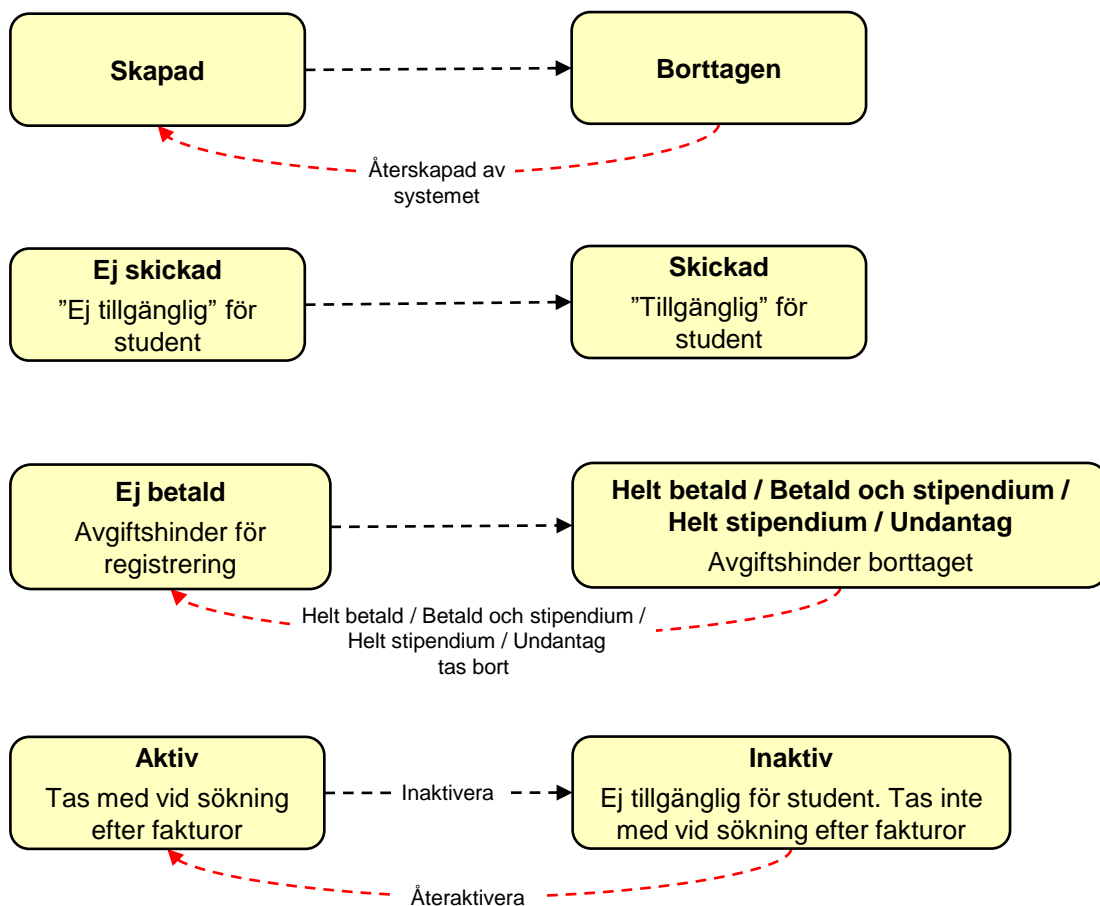 Skapad
Borttagen
Återskapad av
systemet
Ej skickad
”Ej tillgänglig” för
student
Skickad
”Tillgänglig” för
student
Ej betald
Avgiftshinder för
registrering
Helt betald / Betald och stipendium /
Helt stipendium / Undantag
Avgiftshinder borttaget
Helt betald / Betald och stipendium /
Helt stipendium / Undantag
tas bort
Aktiv
Tas med vid sökning
efter fakturor
Inaktivera
Inaktiv
Ej tillgänglig för student. Tas inte
med vid sökning efter fakturor
Återaktivera